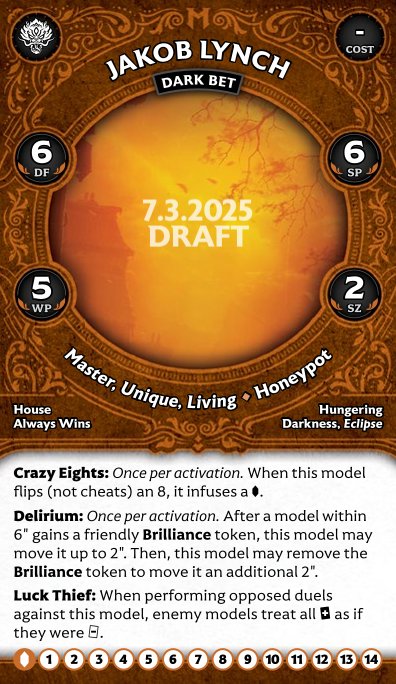 -
COST
JAKOB LYNCH
DARK BET
6
DF
6
SP
7.3.2025
DRAFT
5
WP
2
SZ
Master, Unique, Living ♦ Honeypot
House
Always Wins
Hungering
Darkness, Eclipse
Crazy Eights: Once per activation. When this model
flips (not cheats) an 8, it infuses a ⬮.
Delirium: Once per activation. After a model within
6" gains a friendly Brilliance token, this model may
move it up to 2". Then, this model may remove the
Brilliance token to move it an additional 2".
Luck Thief: When performing opposed duels
against this model, enemy models treat all + as if
they were −.
1 2 3 4 5 6 7 8 9 10 11 12 13 14